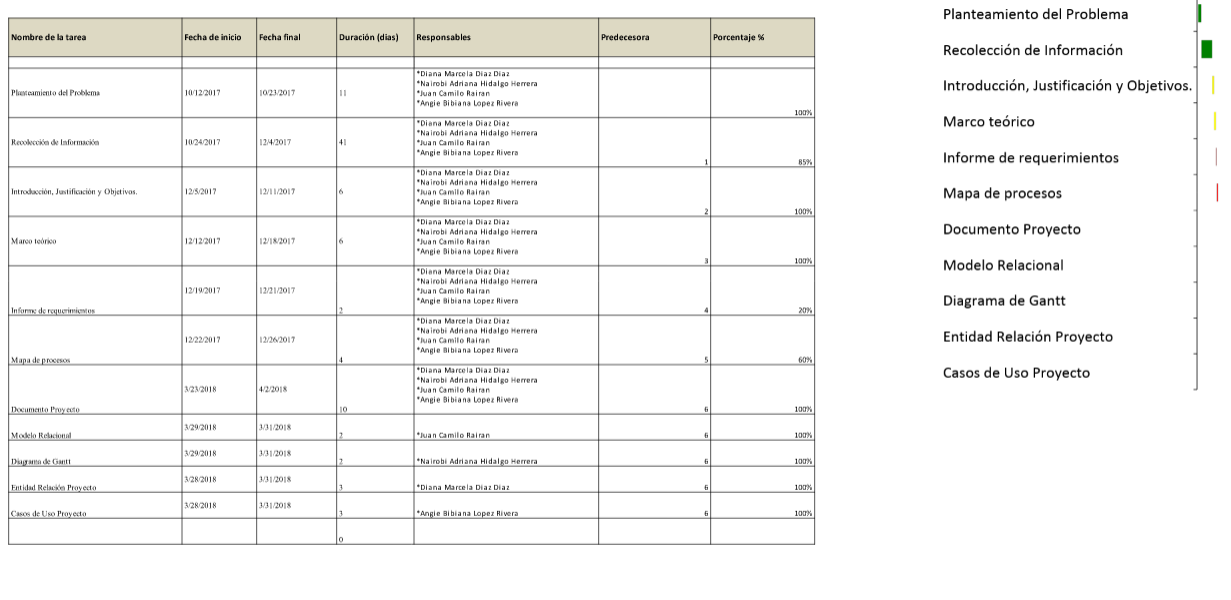 Nombre de la tarea Fecha de inicio Fecha final Duración (dias) Responsables Predecesora Porcentaje %
Planteamiento del Problema 10/12/2017 10/23/2017 11
*Diana Marcela Diaz Diaz
*Nairobi Adriana Hidalgo Herrera
*Juan Camilo Rairan
*Angie Bibiana Lopez Rivera
100%
Recolección de Información 10/24/2017 12/4/2017 41
*Diana Marcela Diaz Diaz
*Nairobi Adriana Hidalgo Herrera
*Juan Camilo Rairan
*Angie Bibiana Lopez Rivera
1 85%
Introducción, Justificación y Objetivos. 12/5/2017 12/11/2017 6
*Diana Marcela Diaz Diaz
*Nairobi Adriana Hidalgo Herrera
*Juan Camilo Rairan
*Angie Bibiana Lopez Rivera
2 100%
Marco teórico 12/12/2017 12/18/2017 6
*Diana Marcela Diaz Diaz
*Nairobi Adriana Hidalgo Herrera
*Juan Camilo Rairan
*Angie Bibiana Lopez Rivera
3 100%
Informe de requerimientos 12/19/2017 12/21/2017 2
*Diana Marcela Diaz Diaz
*Nairobi Adriana Hidalgo Herrera
*Juan Camilo Rairan
*Angie Bibiana Lopez Rivera
4 20%
Mapa de procesos 12/22/2017 12/26/2017 4
*Diana Marcela Diaz Diaz
*Nairobi Adriana Hidalgo Herrera
*Juan Camilo Rairan
*Angie Bibiana Lopez Rivera
5 60%
Documento Proyecto 3/23/2018 4/2/2018 10
*Diana Marcela Diaz Diaz
*Nairobi Adriana Hidalgo Herrera
*Juan Camilo Rairan
*Angie Bibiana Lopez Rivera
6 100%
Modelo Relacional 3/29/2018 3/31/2018 2 *Juan Camilo Rairan 6 100%
Diagrama de Gantt 3/29/2018 3/31/2018 2 *Nairobi Adriana Hidalgo Herrera 6 100%
Entidad Relación Proyecto 3/28/2018 3/31/2018 3 *Diana Marcela Diaz Diaz 6 100%
Casos de Uso Proyecto 3/28/2018 3/31/2018 3 *Angie Bibiana Lopez Rivera 6 100%
0
Planteamiento del Problema
Recolección de Información
Introducción, Justificación y Objetivos.
Marco teórico
Informe de requerimientos
Mapa de procesos
Documento Proyecto
Modelo Relacional
Diagrama de Gantt
Entidad Relación Proyecto
Casos de Uso Proyecto